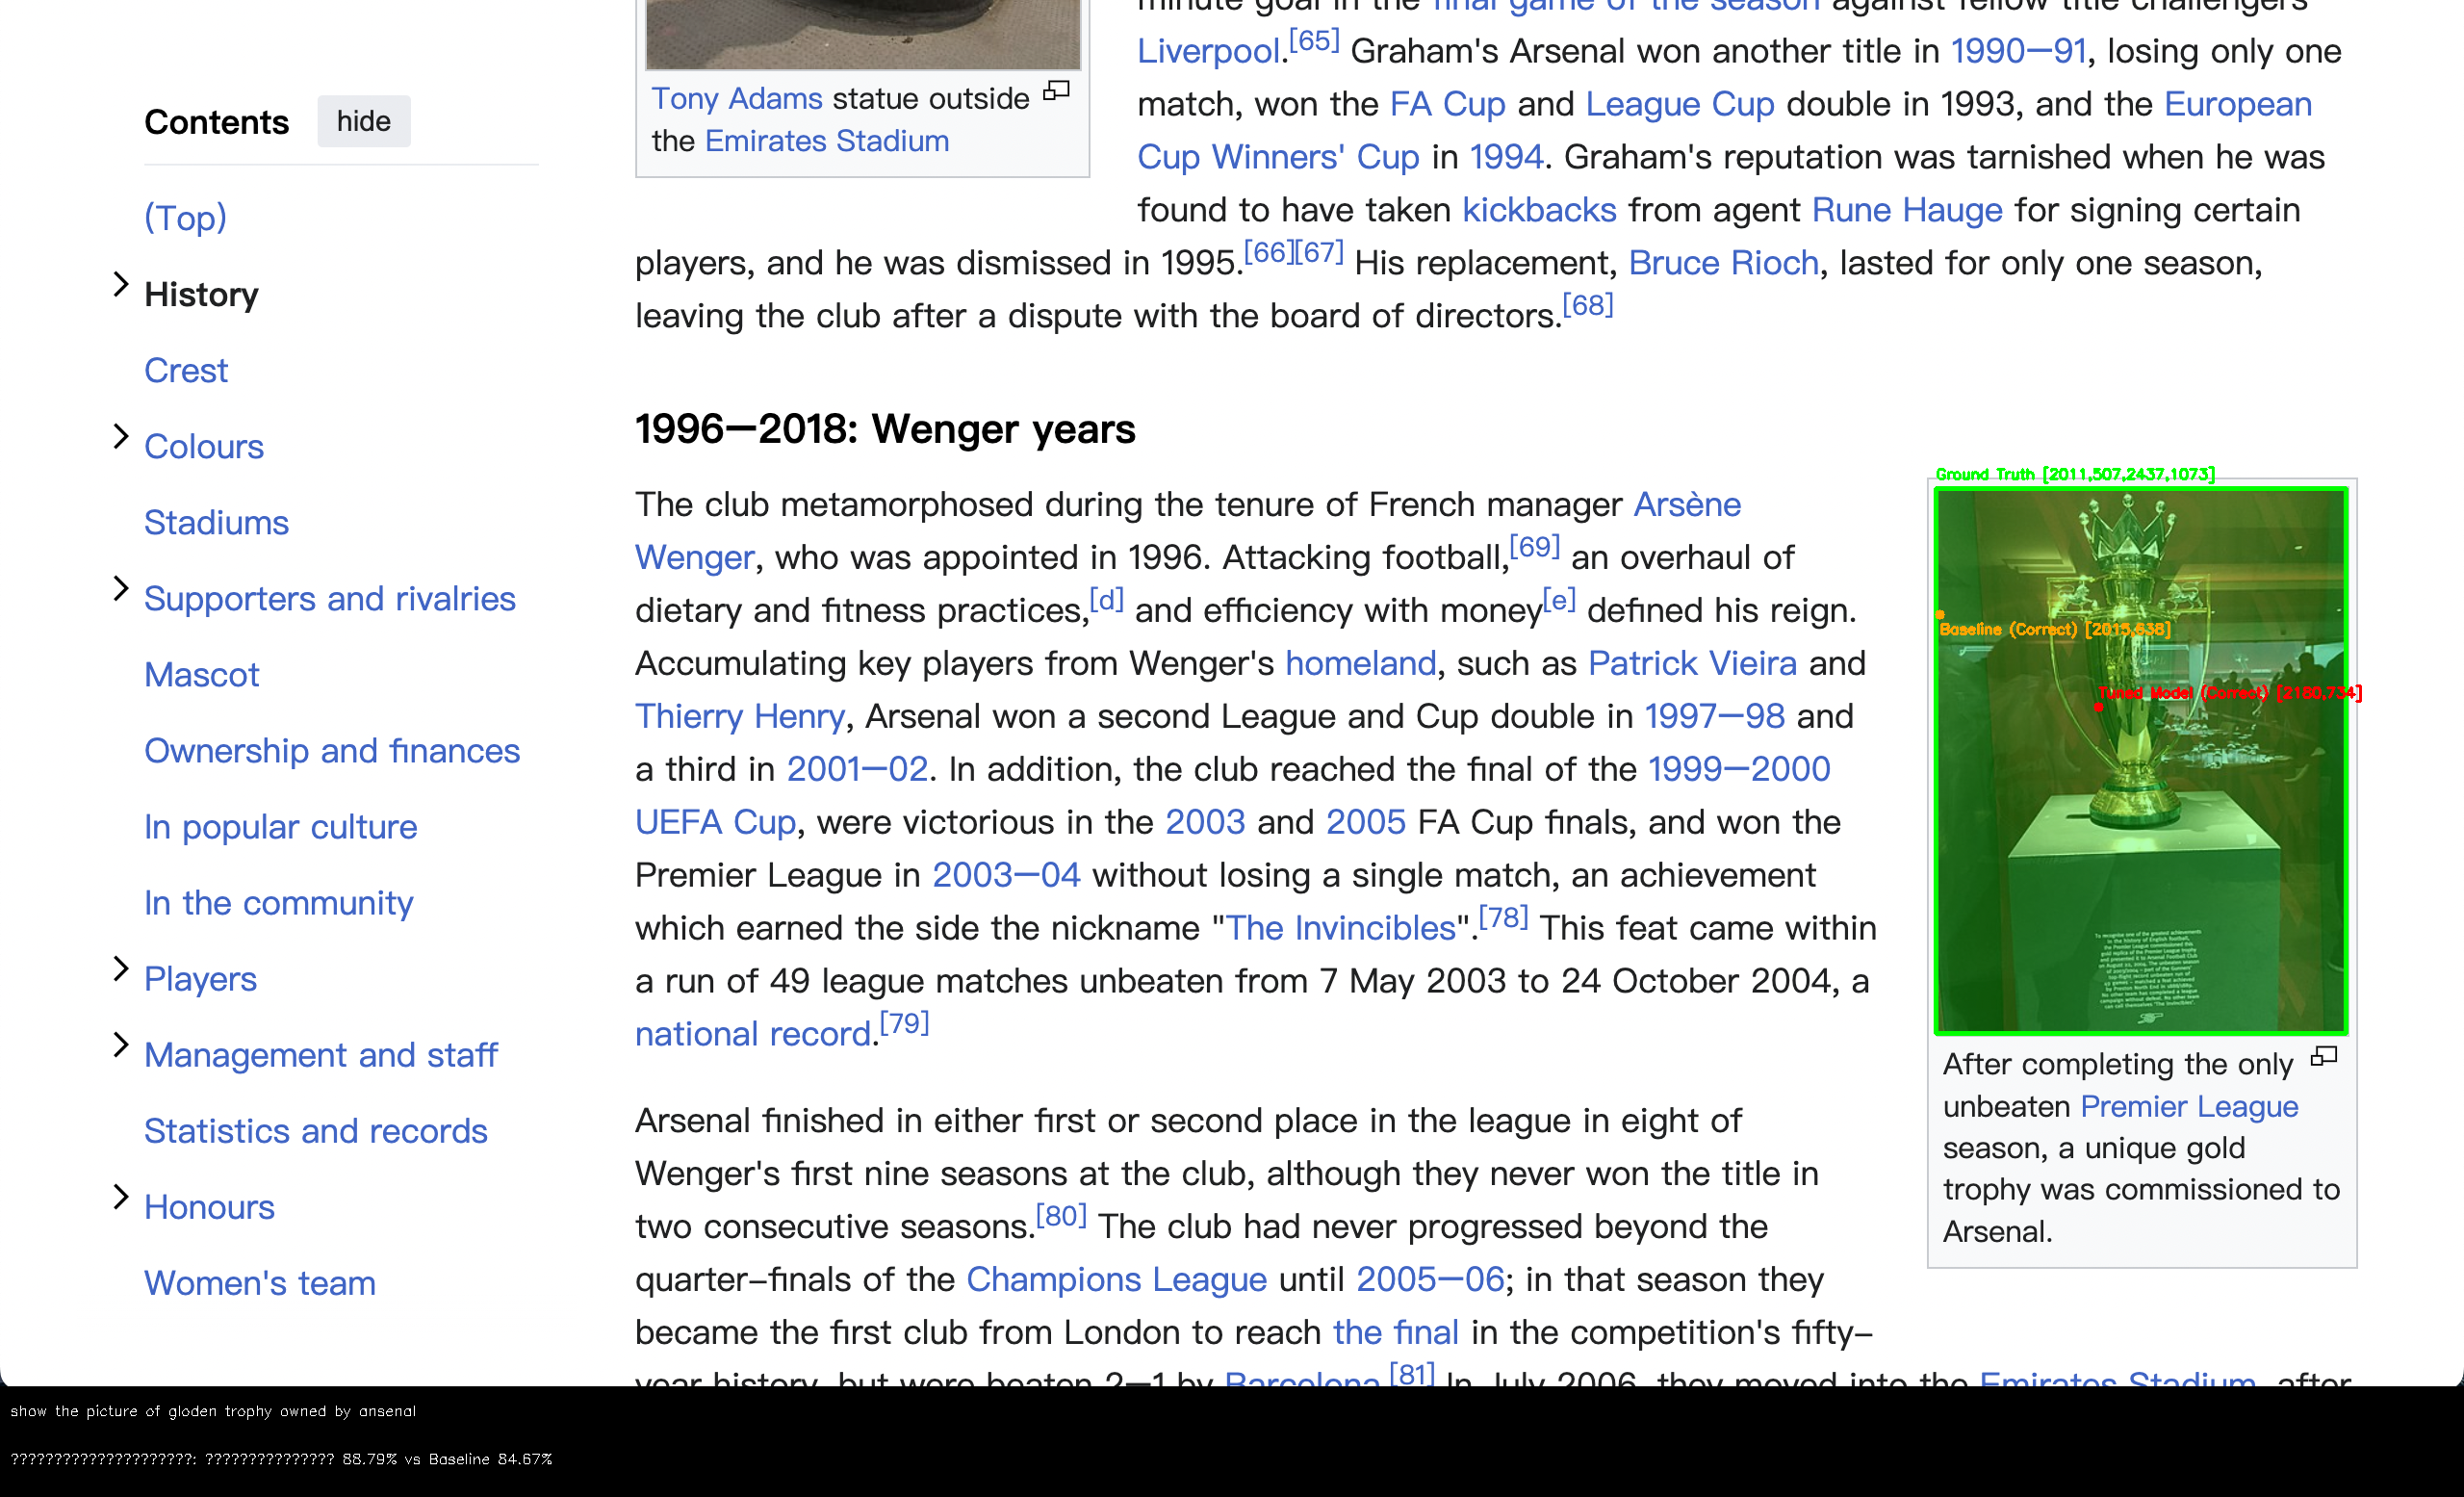 Contents hide
(Top)
History
Crest
Colours
Stadiums
Supporters and rivalries
Mascot
Ownership and finances
In popular culture
In the community
Players
Management and staff
Statistics and records
Honours
Women's team
Tony Adams statue outside
the Emirates Stadium
minute goal in the final game of the season against fellow title challengers
Liverpool.[65] Graham's Arsenal won another title in 1990–91, losing only one
match, won the FA Cup and League Cup double in 1993, and the European
Cup Winners' Cup in 1994. Graham's reputation was tarnished when he was
found to have taken kickbacks from agent Rune Hauge for signing certain
players, and he was dismissed in 1995.[66][67] His replacement, Bruce Rioch, lasted for only one season,
leaving the club after a dispute with the board of directors.[68]
1996–2018: Wenger years
The club metamorphosed during the tenure of French manager Arsène
Wenger, who was appointed in 1996. Attacking football,[69] an overhaul of
dietary and fitness practices,[d] and efficiency with money[e] defined his reign.
Accumulating key players from Wenger's homeland, such as Patrick Vieira and
Thierry Henry, Arsenal won a second League and Cup double in 1997–98 and
a third in 2001–02. In addition, the club reached the final of the 1999–2000
UEFA Cup, were victorious in the 2003 and 2005 FA Cup finals, and won the
Premier League in 2003–04 without losing a single match, an achievement
which earned the side the nickname "The Invincibles".[78] This feat came within
a run of 49 league matches unbeaten from 7 May 2003 to 24 October 2004, a
national record.[79]
Ground Truth [2011,507,2437,1073]
Baseline (Correct) [2015,638]
Tuned Model (Correct) [2180,734]
After completing the only
unbeaten Premier League
season, a unique gold
trophy was commissioned to
Arsenal.
Arsenal finished in either first or second place in the league in eight of
Wenger's first nine seasons at the club, although they never won the title in
two consecutive seasons.[80] The club had never progressed beyond the
quarter-finals of the Champions League until 2005–06; in that season they
became the first club from London to reach the final in the competition's fifty-
year history, but were beaten 2–1 by Barcelona.[81] In July 2006, they moved into the Emirates Stadium, after
show the picture of gloden trophy owned by ansenal
?????????????????????: ??????????????? 88.79% vs Baseline 84.67%